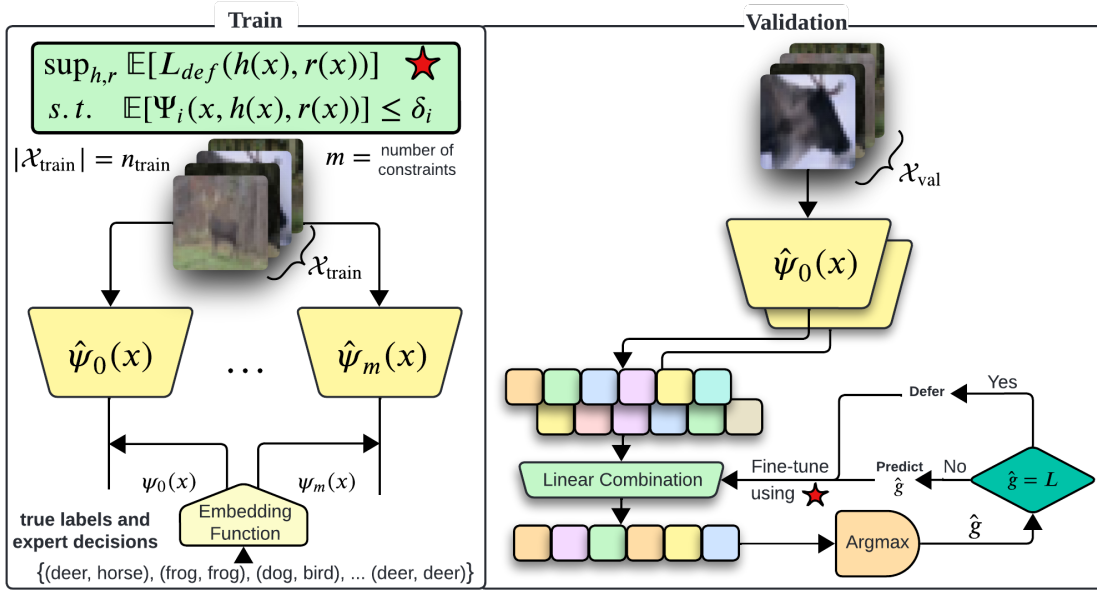 Train
sup_{h,r} 𝔼[L_{def}(h(x), r(x))]
s.t. 𝔼[Ψ_i(x, h(x), r(x))] ≤ δ_i
|𝒳_train| = n_train
m = number of
constraints
𝒳_train
ψ̂_0(x)
...
ψ̂_m(x)
ψ_0(x)
ψ_m(x)
Embedding
Function
true labels and
expert decisions
{(deer, horse), (frog, frog), (dog, bird), ... (deer, deer)}
Validation
𝒳_val
ψ̂_0(x)
Defer
Yes
Linear Combination
Fine-tune
using
Predict
ĝ
No
ĝ = L
Argmax
ĝ